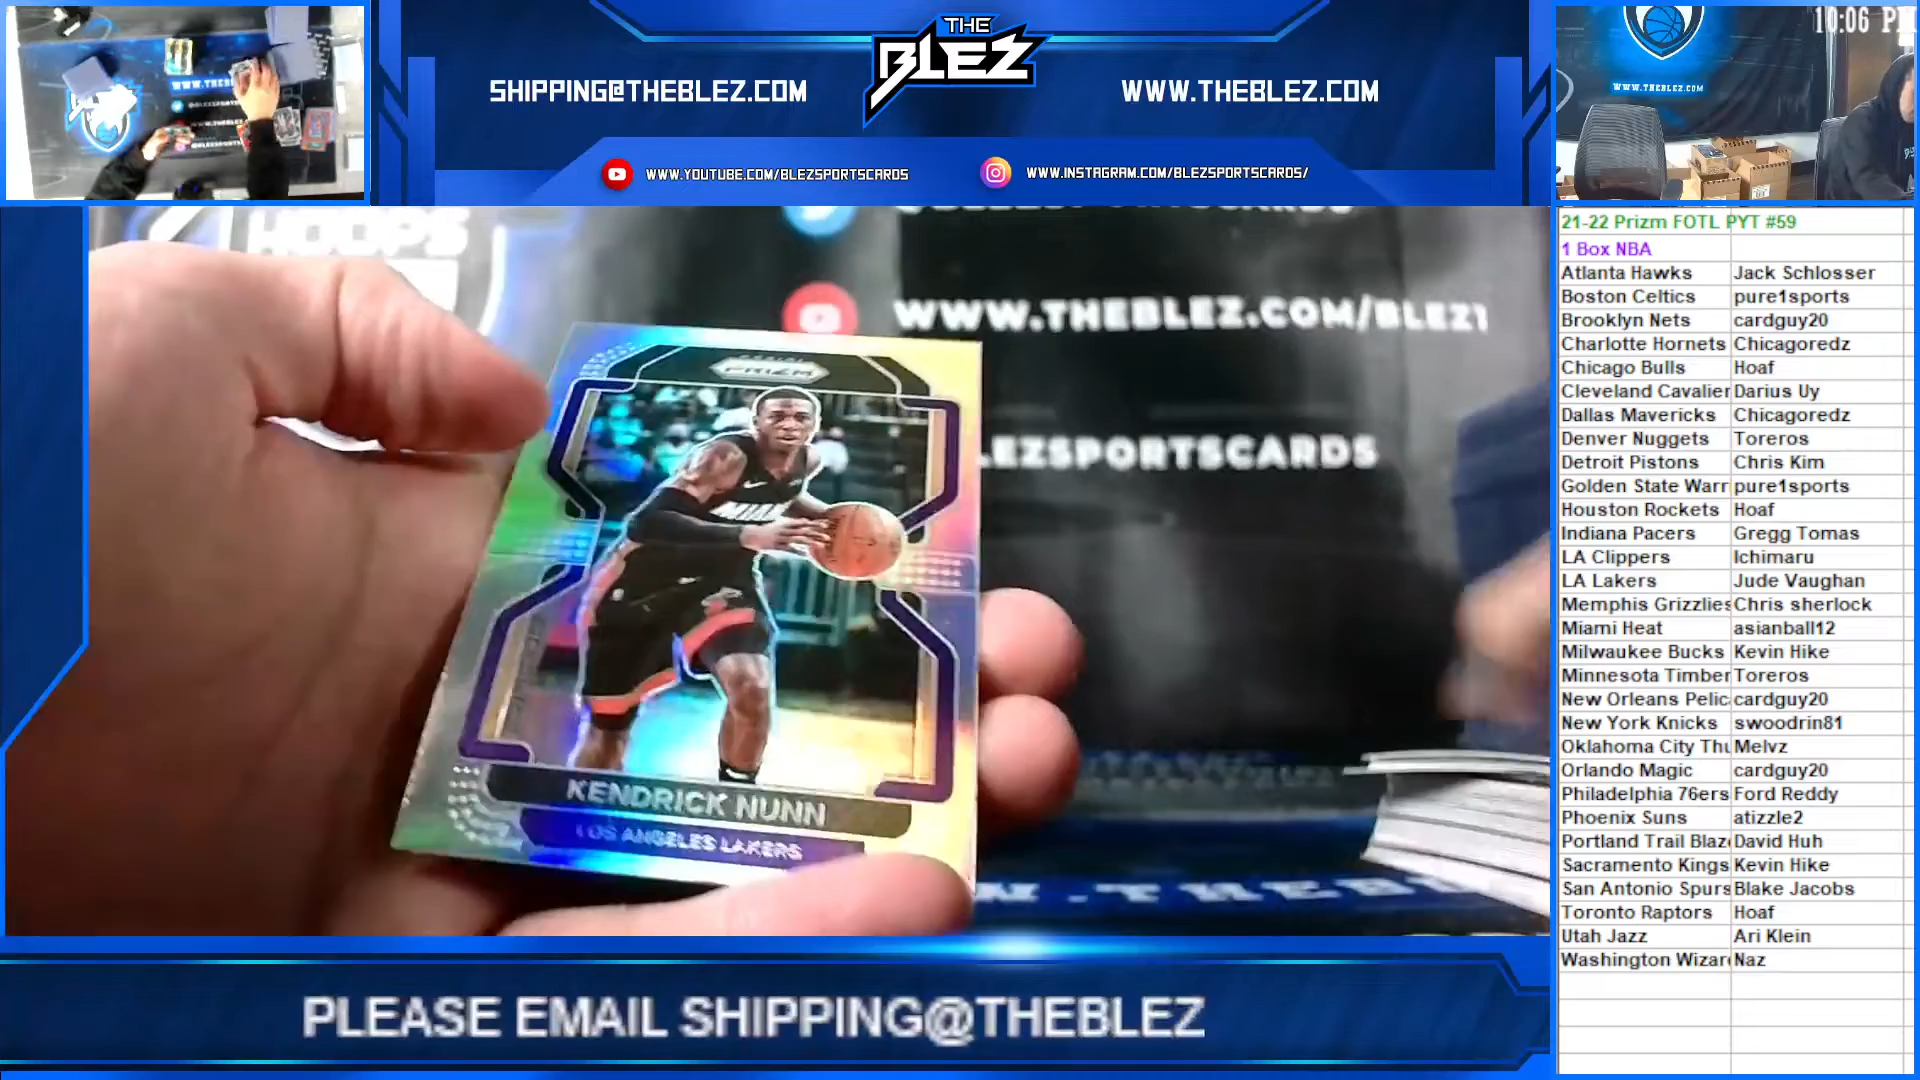 THE
BLEZ
SHIPPING@THEBLEZ.COM
WWW.THEBLEZ.COM
WWW.YOUTUBE.COM/BLEZSPORTSCARDS
WWW.INSTAGRAM.COM/BLEZSPORTSCARDS/
10:06 PM
WWW.THEBLEZ.COM
21-22 Prizm FOTL PYT #59
1 Box NBA
Atlanta Hawks Jack Schlosser
Boston Celtics pure1sports
Brooklyn Nets cardguy20
Charlotte Hornets Chicagoredz
Chicago Bulls Hoaf
Cleveland Cavalier Darius Uy
Dallas Mavericks Chicagoredz
Denver Nuggets Toreros
Detroit Pistons Chris Kim
Golden State Warr pure1sports
Houston Rockets Hoaf
Indiana Pacers Gregg Tomas
LA Clippers Ichimaru
LA Lakers Jude Vaughan
Memphis Grizzlies Chris sherlock
Miami Heat asianball12
Milwaukee Bucks Kevin Hike
Minnesota Timber Toreros
New Orleans Pelic cardguy20
New York Knicks swoodrin81
Oklahoma City Thu Melvz
Orlando Magic cardguy20
Philadelphia 76ers Ford Reddy
Phoenix Suns atizzle2
Portland Trail Blaz David Huh
Sacramento Kings Kevin Hike
San Antonio Spurs Blake Jacobs
Toronto Raptors Hoaf
Utah Jazz Ari Klein
Washington Wizar Naz
HOOPS
WWW.THEBLEZ.COM/BLEZ1
LEZSPORTSCARDS
PRIZM
MIAMI
KENDRICK NUNN
LOS ANGELES LAKERS
PLEASE EMAIL SHIPPING@THEBLEZ